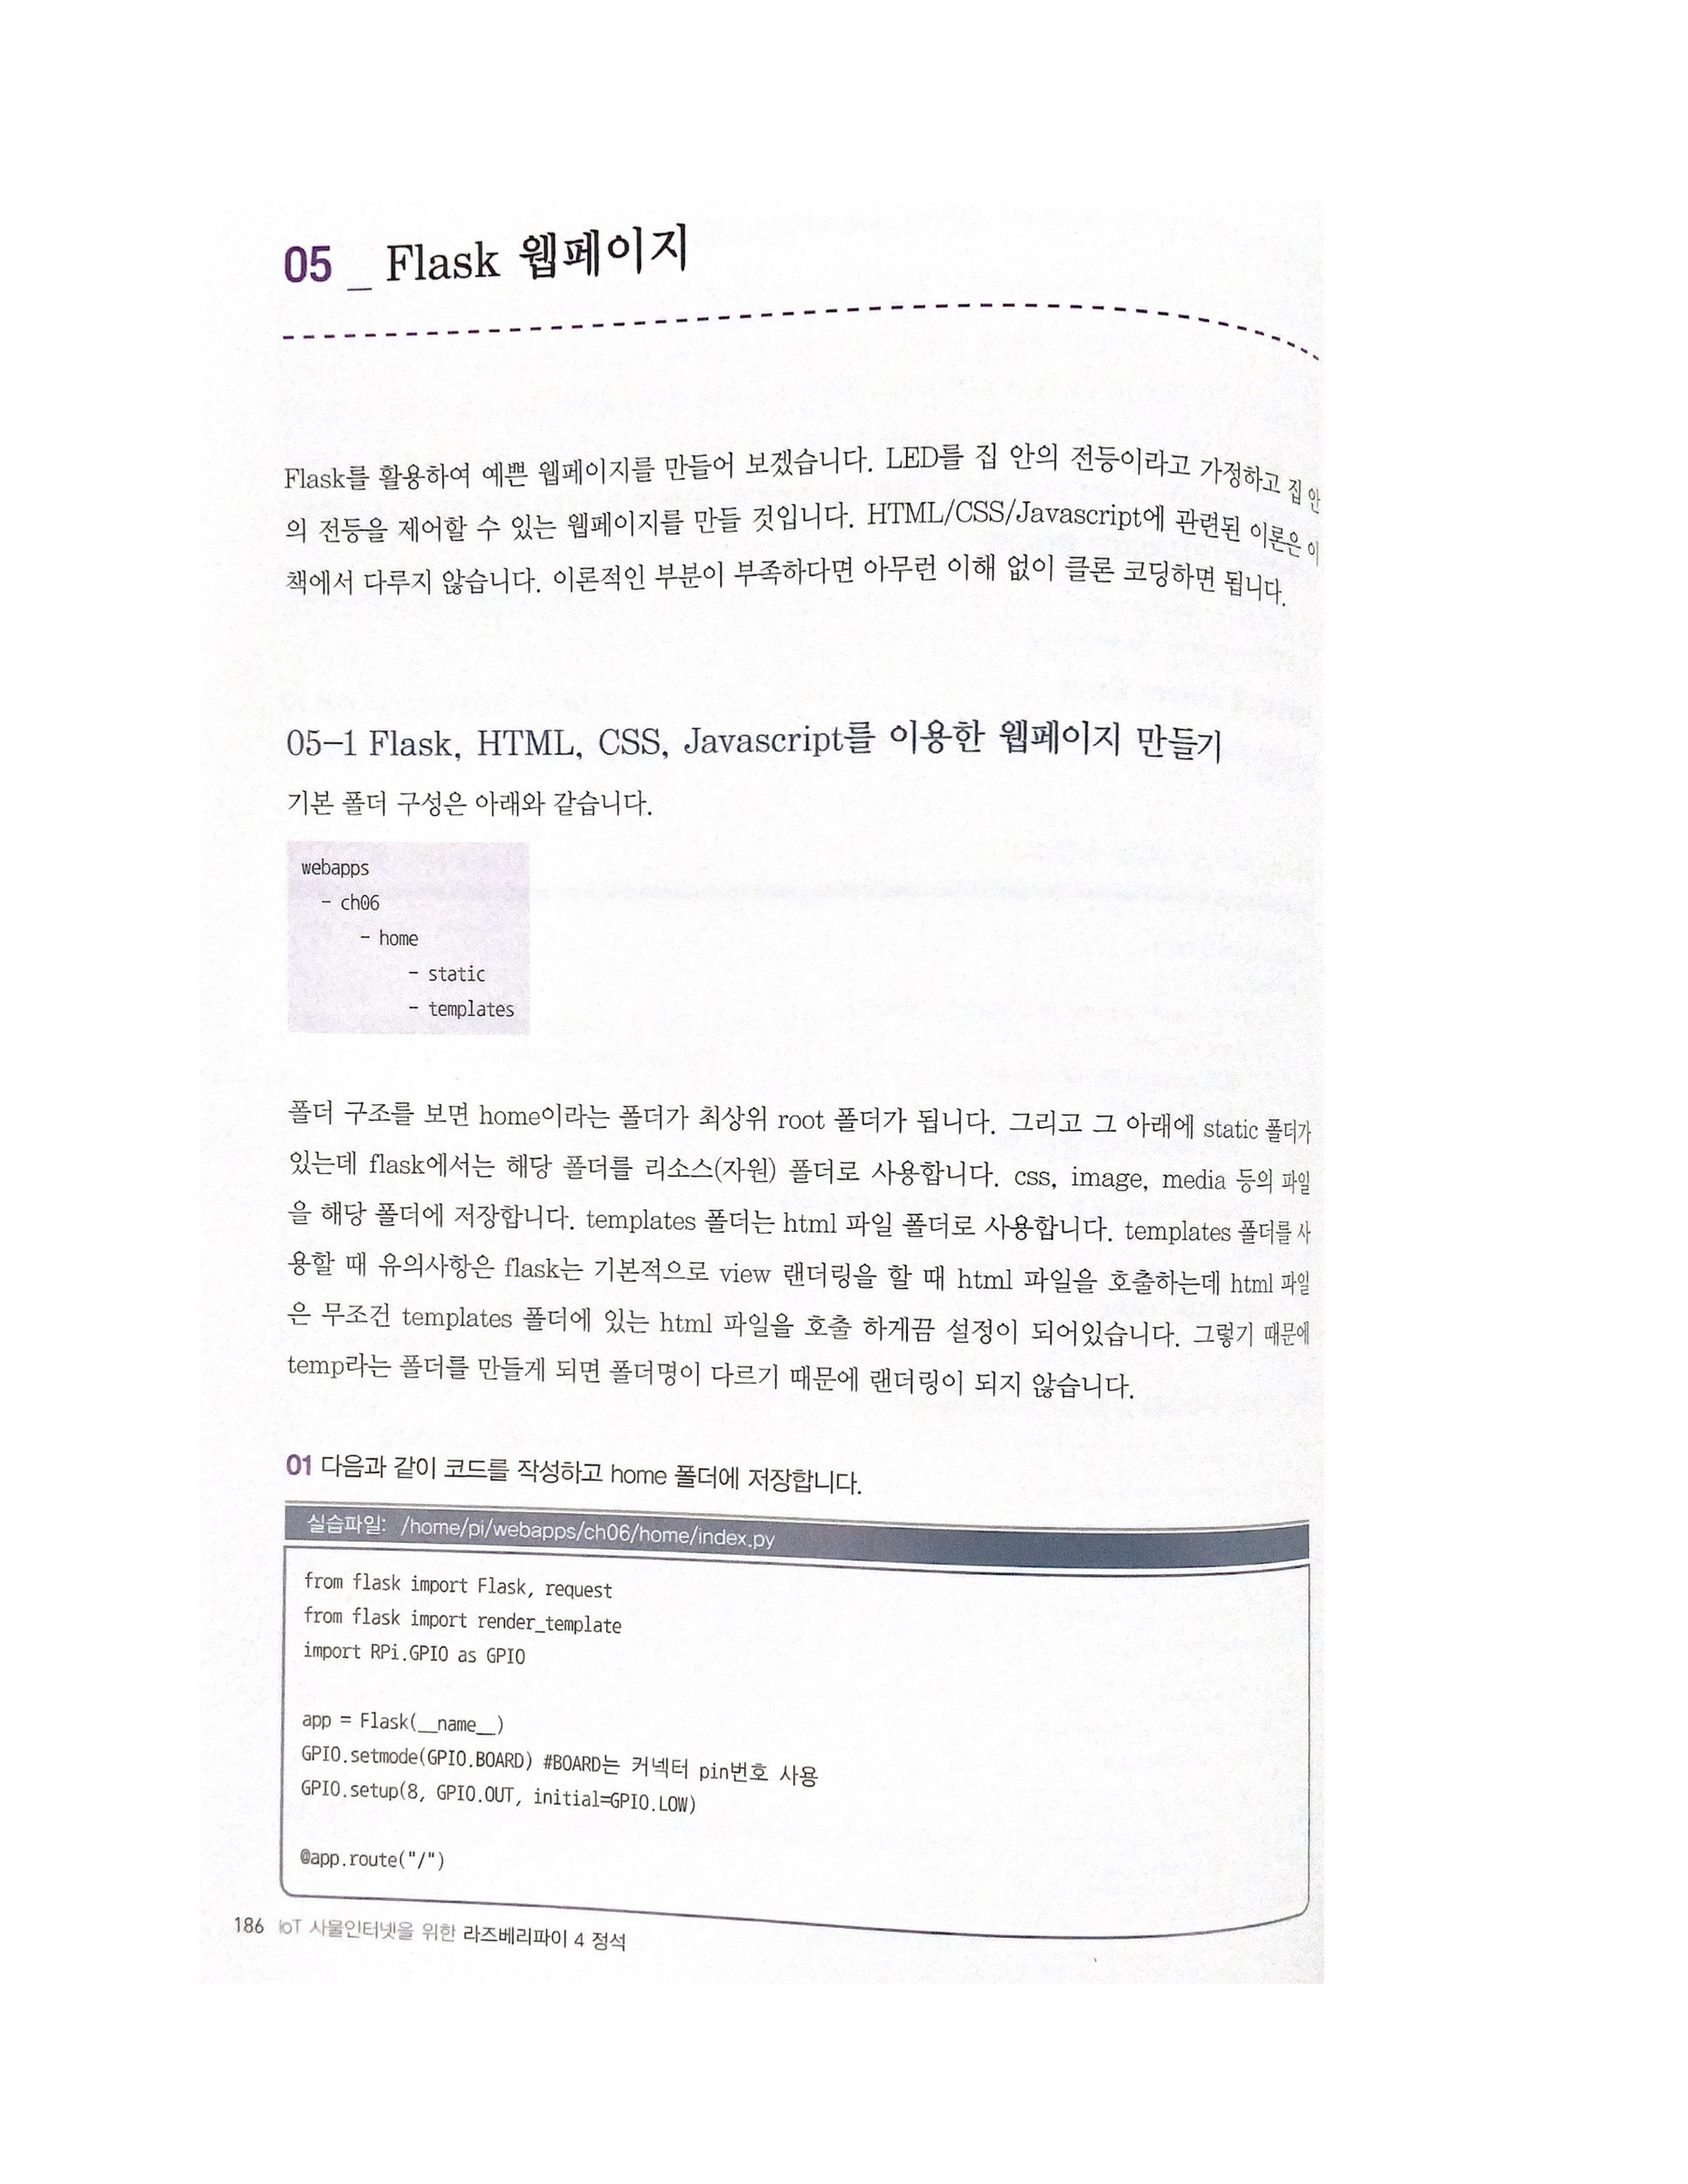 05 _ Flask 웹페이지
Flask를 활용하여 예쁜 웹페이지를 만들어 보겠습니다. LED를 집 안의 전등이라고 가정하고 집 안
의 전등을 제어할 수 있는 웹페이지를 만들 것입니다. HTML/CSS/Javascript에 관련된 이론은 이
책에서 다루지 않습니다. 이론적인 부분이 부족하다면 아무런 이해 없이 클론 코딩하면 됩니다.
05-1 Flask, HTML, CSS, Javascript를 이용한 웹페이지 만들기
기본 폴더 구성은 아래와 같습니다.
webapps
- ch06
- home
- static
- templates
폴더 구조를 보면 home이라는 폴더가 최상위 root 폴더가 됩니다. 그리고 그 아래에 static 폴더가
있는데 flask에서는 해당 폴더를 리소스(자원) 폴더로 사용합니다. css, image, media 등의 파일
을 해당 폴더에 저장합니다. templates 폴더는 html 파일 폴더로 사용합니다. templates 폴더를 사
용할 때 유의사항은 flask는 기본적으로 view 랜더링을 할 때 html 파일을 호출하는데 html 파일
은 무조건 templates 폴더에 있는 html 파일을 호출 하게끔 설정이 되어있습니다. 그렇기 때문에
temp라는 폴더를 만들게 되면 폴더명이 다르기 때문에 랜더링이 되지 않습니다.
01 다음과 같이 코드를 작성하고 home 폴더에 저장합니다.
실습파일: /home/pi/webapps/ch06/home/index.py
from flask import Flask, request
from flask import render_template
import RPi.GPIO as GPIO
app = Flask(__name__)
GPIO.setmode(GPIO.BOARD) #BOARD는 커넥터 pin번호 사용
GPIO.setup(8, GPIO.OUT, initial=GPIO.LOW)
@app.route("/")
186 IoT 사물인터넷을 위한 라즈베리파이 4 정석